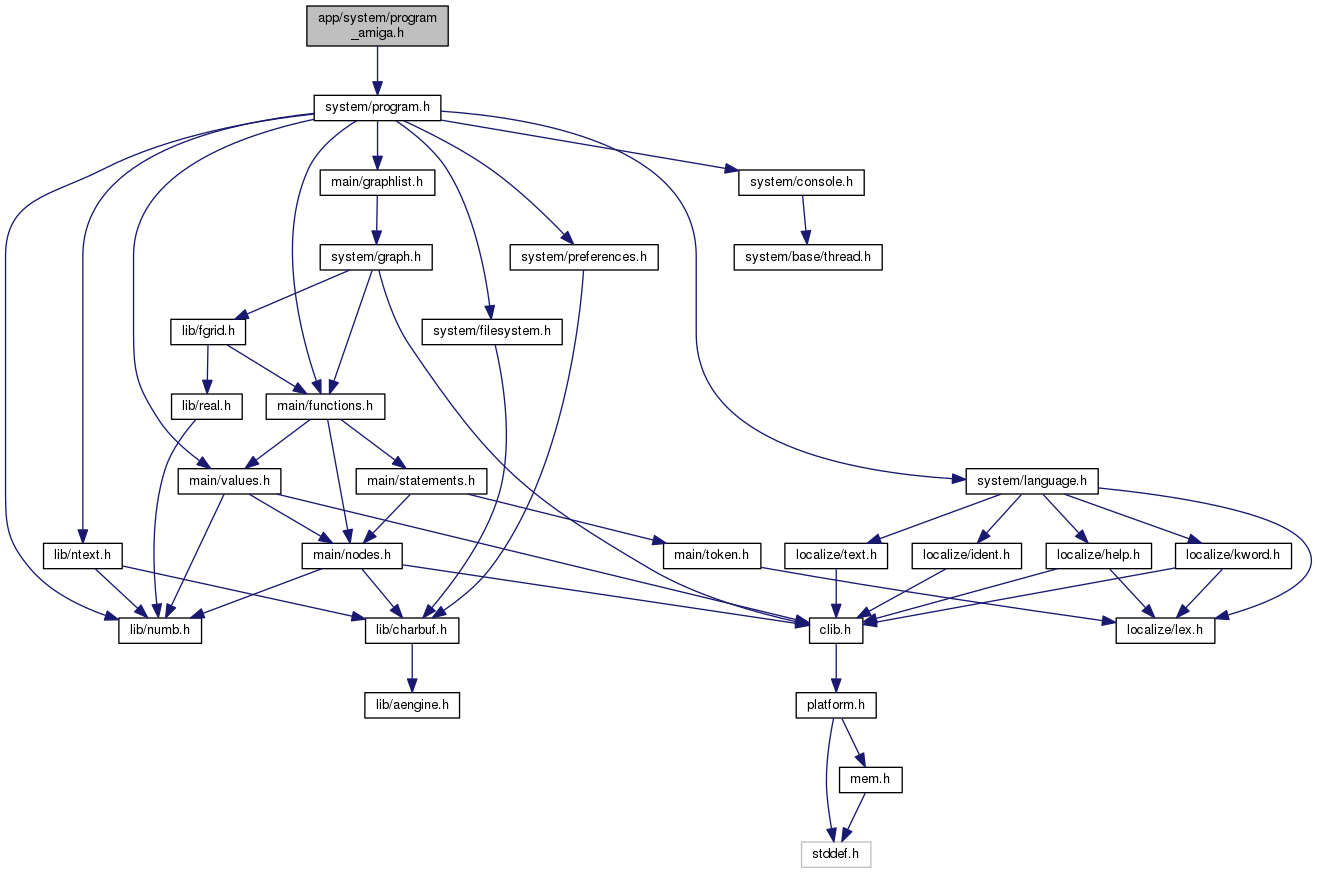 app/system/program
_amiga.h
system/program.h
main/graphlist.h
system/console.h
system/graph.h
system/preferences.h
system/base/thread.h
lib/fgrid.h
system/filesystem.h
lib/real.h
main/functions.h
main/values.h
main/statements.h
system/language.h
lib/ntext.h
main/nodes.h
main/token.h
localize/text.h
localize/ident.h
localize/help.h
localize/kword.h
lib/numb.h
lib/charbuf.h
clib.h
localize/lex.h
lib/aengine.h
platform.h
mem.h
stddef.h